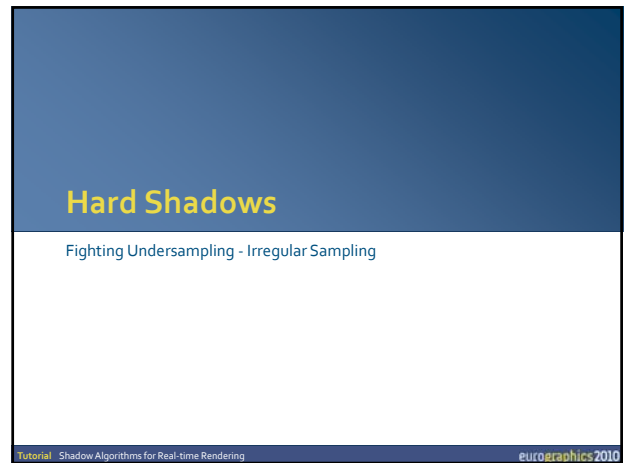 Hard Shadows
Fighting Undersampling - Irregular Sampling
Tutorial Shadow Algorithms for Real-time Rendering
eurographics 2010